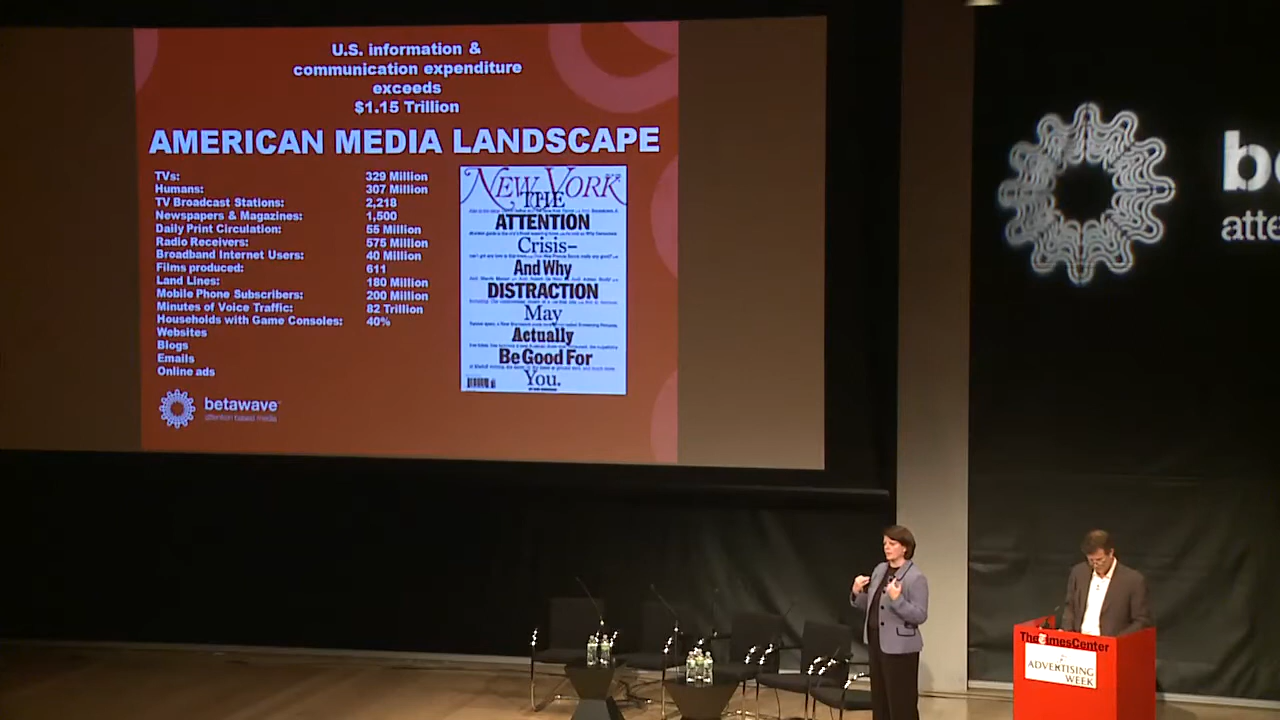 U.S. information &
communication expenditure
exceeds
$1.15 Trillion
AMERICAN MEDIA LANDSCAPE
TVs: 329 Million
Humans: 307 Million
TV Broadcast Stations: 2,218
Newspapers & Magazines: 1,500
Daily Print Circulation: 55 Million
Radio Receivers: 575 Million
Broadband Internet Users: 40 Million
Films produced: 611
Land Lines: 180 Million
Mobile Phone Subscribers: 200 Million
Minutes of Voice Traffic: 82 Trillion
Households with Game Consoles: 40%
Websites
Blogs
Emails
Online ads
betawave
attention based media
NEW YORK
THE
ATTENTION
Crisis–
And Why
DISTRACTION
May
Actually
Be Good For
You.
b
atte
The TimesCenter
ADVERTISING
WEEK